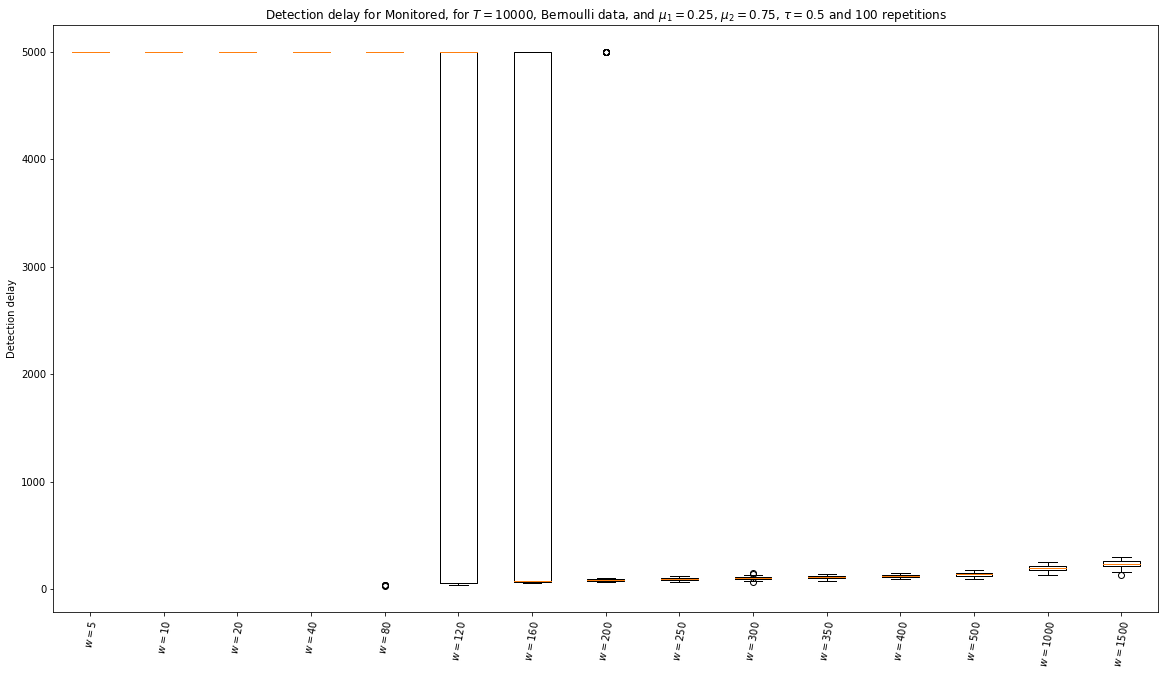 Detection delay for Monitored, for T = 10000, Bernoulli data, and μ₁ = 0.25, μ₂ = 0.75, τ = 0.5 and 100 repetitions
5000
4000
3000
2000
1000
0
Detection delay
w = 5
w = 10
w = 20
w = 40
w = 80
w = 120
w = 160
w = 200
w = 250
w = 300
w = 350
w = 400
w = 500
w = 1000
w = 1500